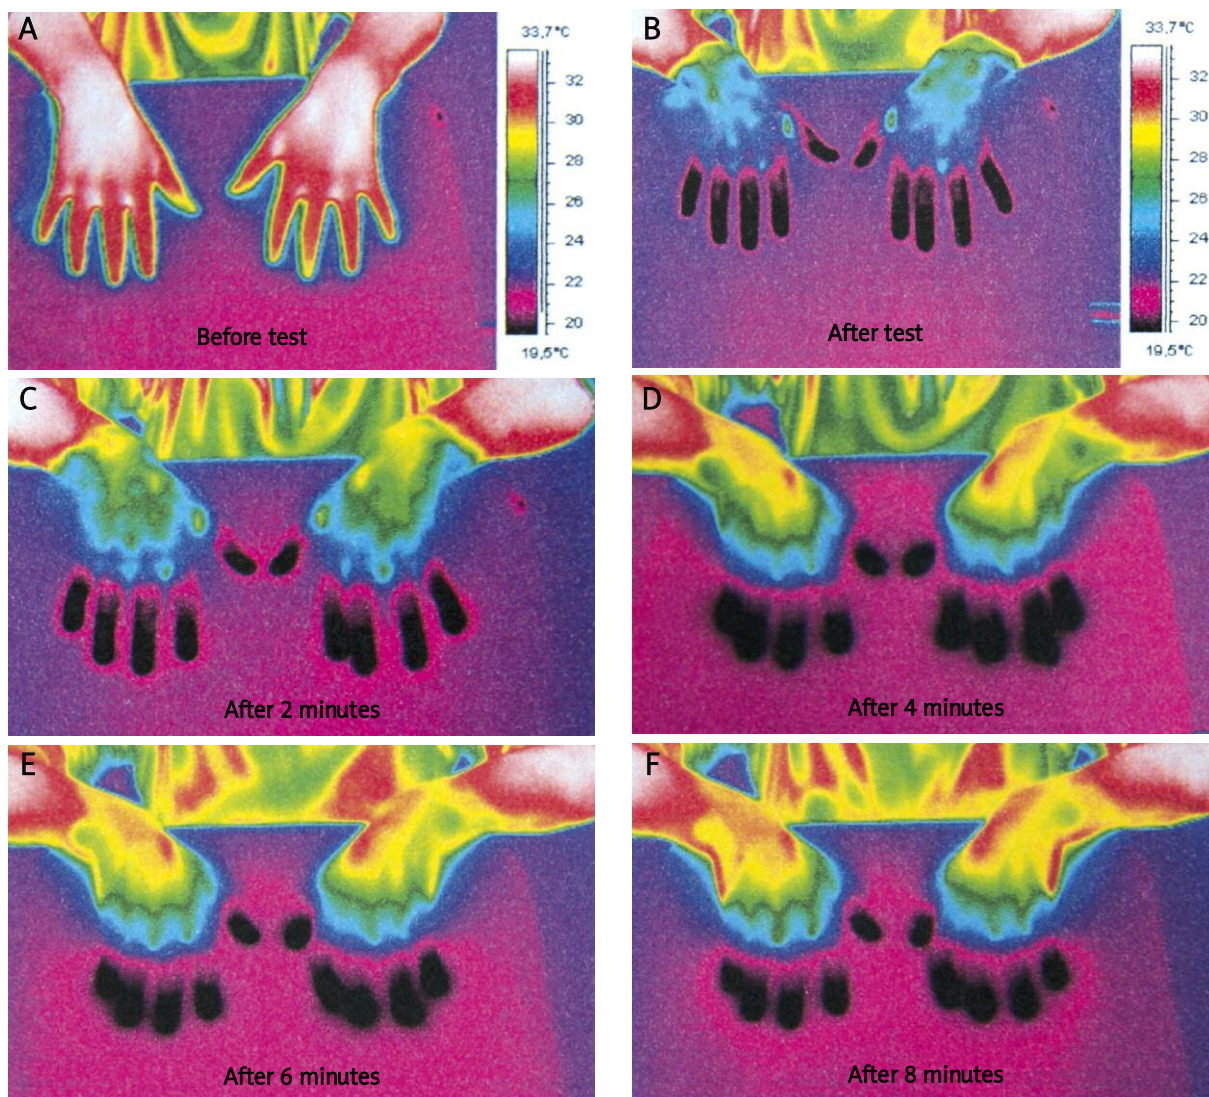 A
33,7°C
32
30
28
26
24
22
20
19,5°C
Before test
B
33,7°C
32
30
28
26
24
22
20
19,5°C
After test
C
After 2 minutes
D
After 4 minutes
E
After 6 minutes
F
After 8 minutes